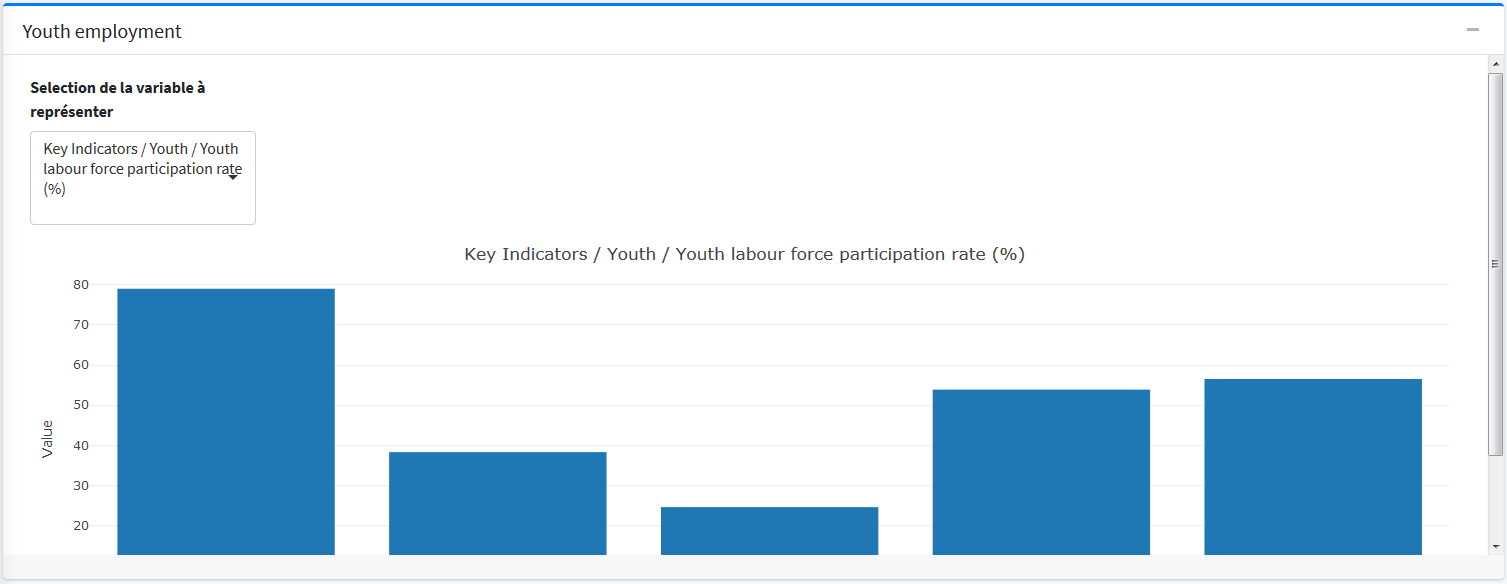 Youth employment
Selection de la variable à
représenter
Key Indicators / Youth / Youth
labour force participation rate
(%)
Key Indicators / Youth / Youth labour force participation rate (%)
80
70
60
50
40
30
20
Value